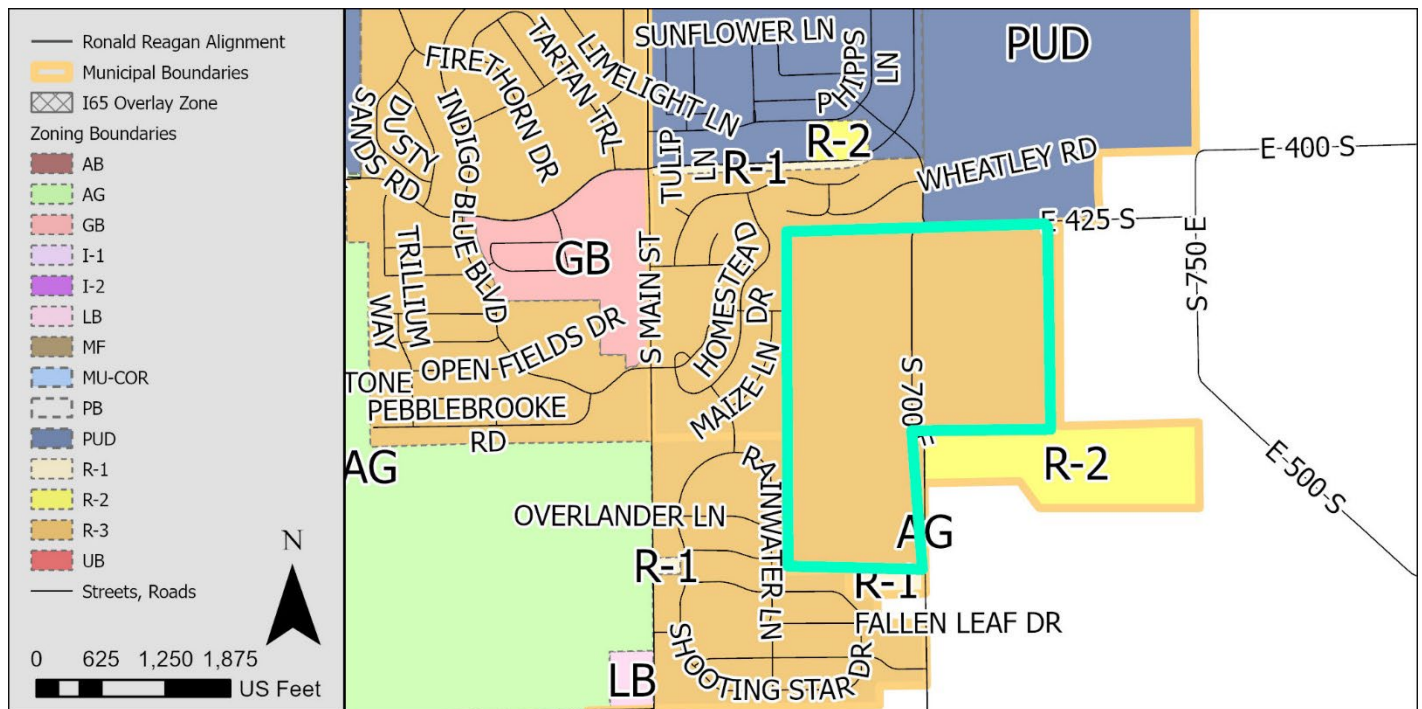 Ronald Reagan Alignment
Municipal Boundaries
I65 Overlay Zone
Zoning Boundaries
AB
AG
GB
I-1
I-2
LB
MF
MU-COR
PB
PUD
R-1
R-2
R-3
UB
Streets, Roads
N
0 625 1,250 1,875
US Feet
SUNFLOWER LN
PHIPPS
LN
PUD
TARTAN TRL
LIMELIGHT LN
FIRETHORN DR
INDIGO BLUE BLVD
DUSTY
SANDS RD
TULIP
LN
R-2
R-1
WHEATLEY RD
E 400 S
E 425 S
S 750 E
GB
S MAIN ST
HOMESTEAD
DR
TRILLIUM
WAY
OPEN FIELDS DR
TONE
PEBBLEBROOKE
RD
MAIZE LN
S 700 E
AG
R-2
E 500 S
RAINWATER LN
OVERLANDER LN
AG
R-1
R-1
FALLEN LEAF DR
SHOOTING STAR DR
LB